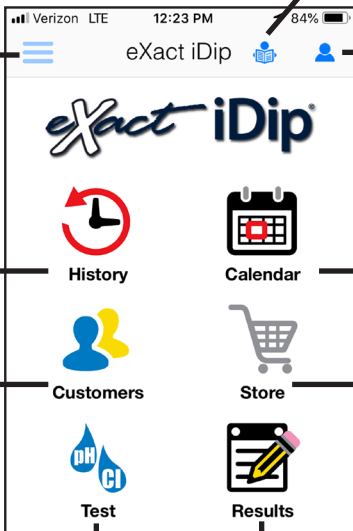 Verizon LTE 12:23 PM 84%
eXact iDip
eXact iDip®
History Calendar
Customers Store
pH Cl
Test Results